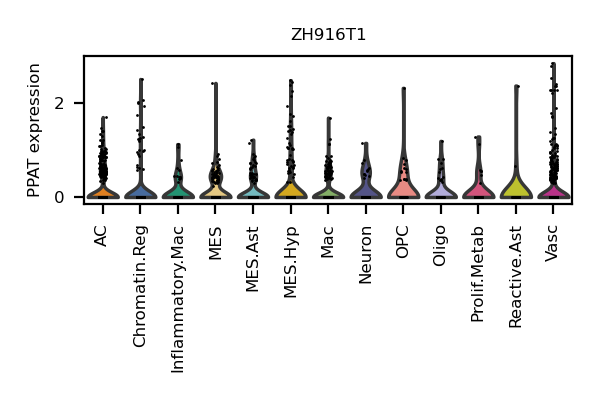 ZH916T1
PPAT expression
2
0
AC
Chromatin.Reg
Inflammatory.Mac
MES
MES.Ast
MES.Hyp
Mac
Neuron
OPC
Oligo
Prolif.Metab
Reactive.Ast
Vasc